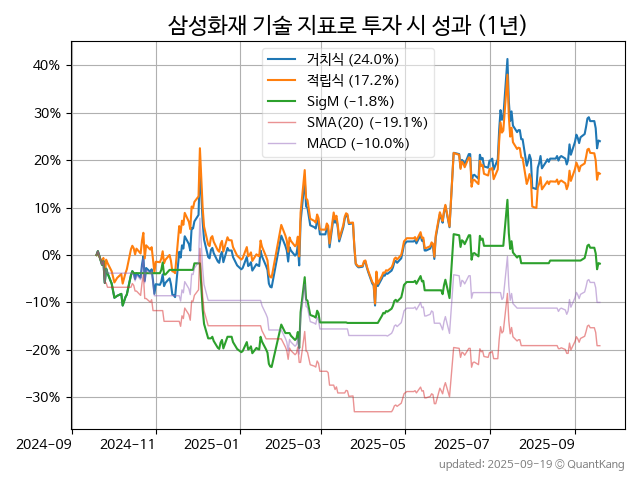 삼성화재 기술 지표로 투자 시 성과 (1년)
거치식 (24.0%)
적립식 (17.2%)
SigM (−1.8%)
SMA(20) (−19.1%)
MACD (−10.0%)
40%
30%
20%
10%
0%
−10%
−20%
−30%
2024-09 2024-11 2025-01 2025-03 2025-05 2025-07 2025-09
updated: 2025-09-19 © QuantKang